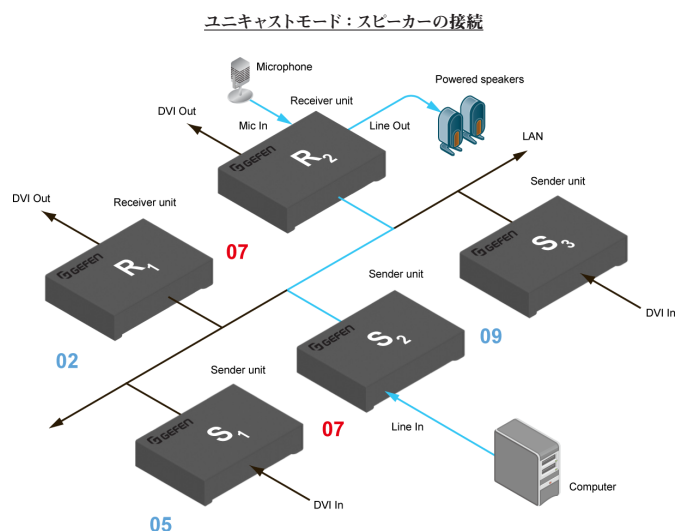 ユニキャストモード：スピーカーの接続
Microphone
Powered speakers
Receiver unit
DVI Out
Mic In
Line Out
LAN
GEFEN
R2
Sender unit
DVI Out
Receiver unit
GEFEN
R1
07
GEFEN
S3
Sender unit
DVI In
GEFEN
S2
09
02
Sender unit
GEFEN
S1
07
Line In
DVI In
Computer
05